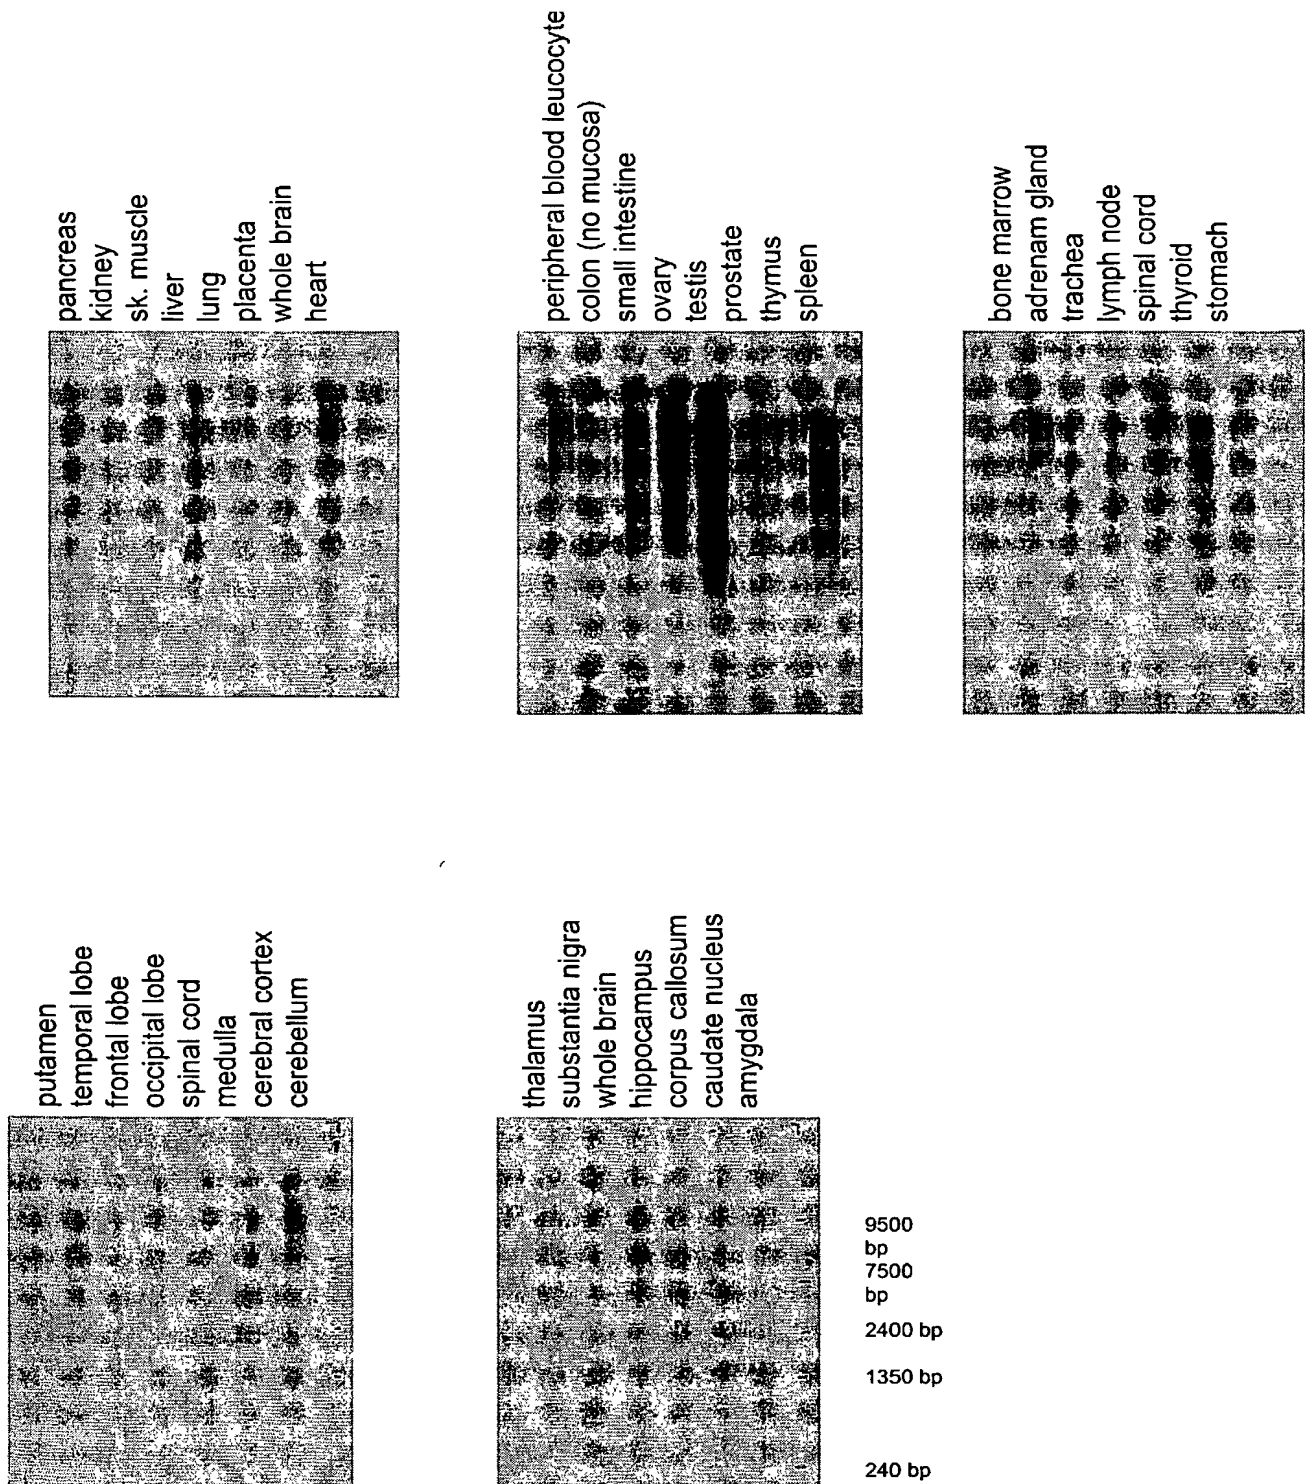 pancreas
kidney
sk. muscle
liver
lung
placenta
whole brain
heart
peripheral blood leucocyte
colon (no mucosa)
small intestine
ovary
testis
prostate
thymus
spleen
bone marrow
adrenam gland
trachea
lymph node
spinal cord
thyroid
stomach
putamen
temporal lobe
frontal lobe
occipital lobe
spinal cord
medulla
cerebral cortex
cerebellum
thalamus
substantia nigra
whole brain
hippocampus
corpus callosum
caudate nucleus
amygdala
9500
bp
7500
bp
2400 bp
1350 bp
240 bp